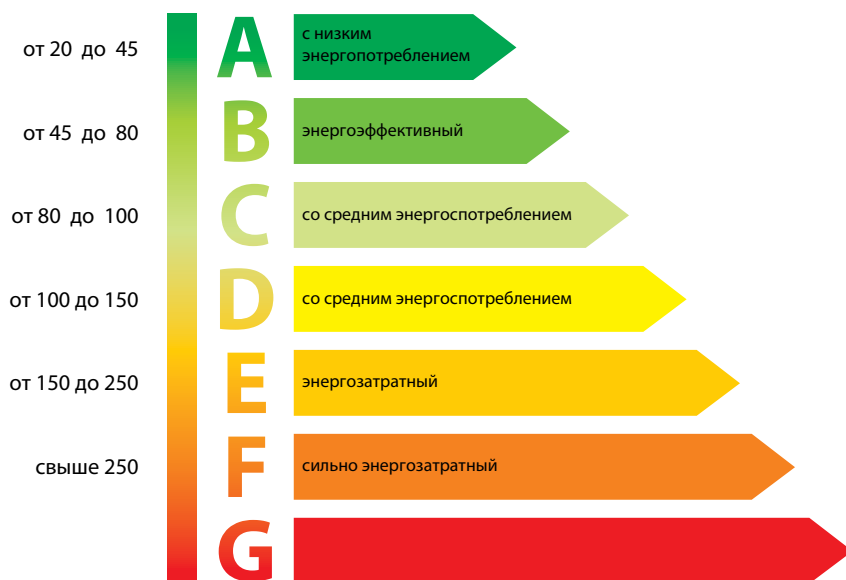 от 20 до 45
A
с низким
энергопотреблением
от 45 до 80
B
энергоэффективный
от 80 до 100
C
со средним энергоспотреблением
от 100 до 150
D
со средним энергоспотреблением
от 150 до 250
E
энергозатратный
свыше 250
F
сильно энергозатратный
G